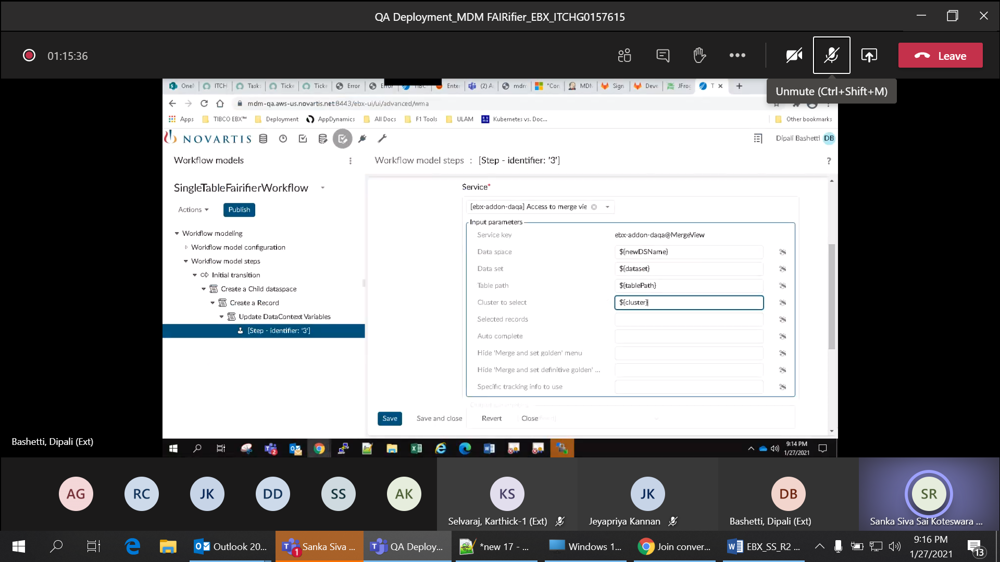 QA Deployment_MDM FAIRifier_EBX_ITCHG0157615
01:15:36
Leave
Unmute (Ctrl+Shift+M)
OneN ITCH Task Ticke Ticke Error Error TIBC Enter (2) A mdm "Con MDM Sign Deve JFrog T
mdm-qa.aws-us.novartis.net:8443/ebx-ui/ui/advanced/wma
Apps TIBCO EBX™ Deployment AppDynamics All Docs F1 Tools ULAM Kubernetes vs. Doc... Other bookmarks
NOVARTIS
Dipali Bashetti DB
Workflow models
Workflow model steps : [Step - identifier: '3'] ?
SingleTableFairifierWorkflow
Actions Publish
Workflow modeling
Workflow model configuration
Workflow model steps
Initial transition
Create a Child dataspace
Create a Record
Update DataContext Variables
[Step - identifier: '3']
Service*
[ebx-addon-daqa] Access to merge vie
Input parameters
Service key ebx-addon-daqa@MergeView
Data space ${newDSName}
Data set ${dataset}
Table path ${tablePath}
Cluster to select ${cluster}
Selected records
Auto complete
Hide 'Merge and set golden' menu
Hide 'Merge and set definitive golden' ...
Specific tracking info to use
Output parameters
Save Save and close Revert Close
9:14 PM
1/27/2021
Bashetti, Dipali (Ext)
AG RC JK DD SS AK KS JK DB SR
Selvaraj, Karthick-1 (Ext) Jeyapriya Kannan Bashetti, Dipali (Ext) Sanka Siva Sai Koteswara ...
Outlook 20... Sanka Siva ... QA Deploy... *new 17 - ... Windows 1... Join conver... EBX_SS_R2 ...
1
9:16 PM
1/27/2021
13